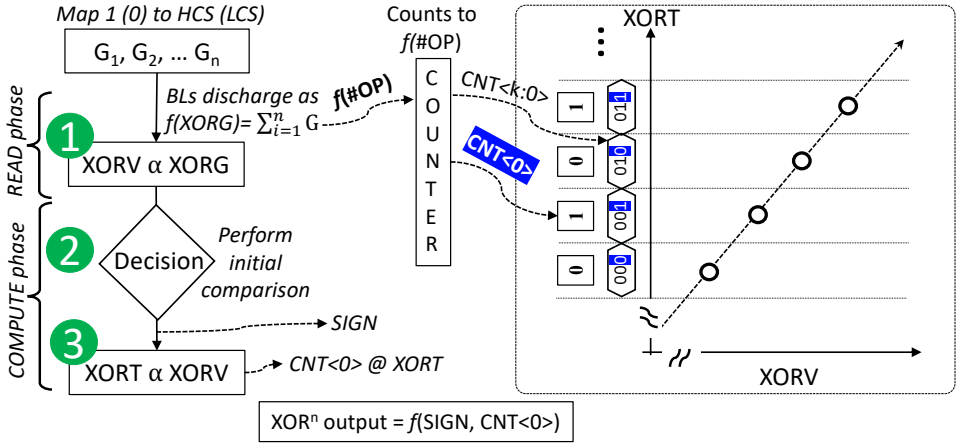 Map 1 (0) to HCS (LCS)
G1, G2, … Gn
READ phase
1
BLs discharge as
f(XORG)= ∑ⁿᵢ₌₁ G
XORV α XORG
COMPUTE phase
2
Decision
Perform
initial
comparison
SIGN
3
XORT α XORV
CNT<0> @ XORT
Counts to
f(#OP)
f(#OP)
COUNTER
CNT<k:0>
CNT<0>
XORT
⋮
1
011
0
010
1
001
0
000
XORV
XORⁿ output = f(SIGN, CNT<0>)